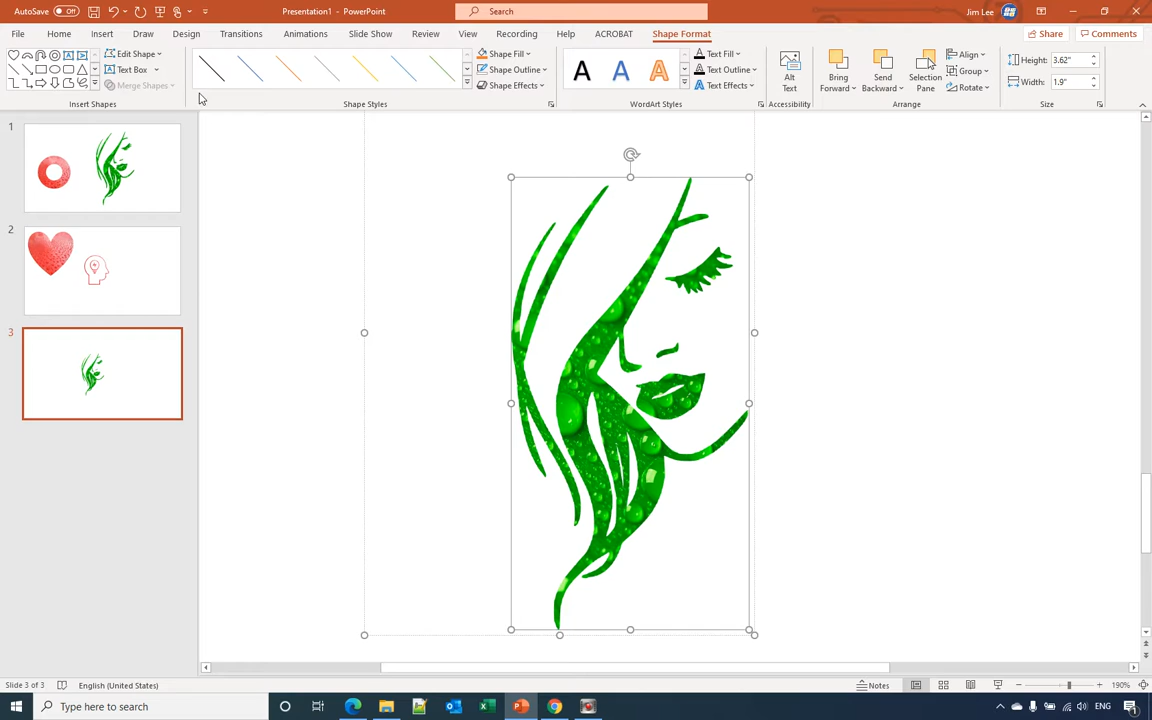 AutoSave Off Presentation1 - PowerPoint Search Jim Lee
File Home Insert Draw Design Transitions Animations Slide Show Review View Recording Help ACROBAT Shape Format Share Comments
Edit Shape Shape Fill A A A Text Fill Align Height: 3.62"
Text Box Shape Outline Text Outline Group Width: 1.9"
Merge Shapes Shape Effects Text Effects Alt Text Bring Forward Send Backward Selection Pane Rotate
Insert Shapes Shape Styles WordArt Styles Accessibility Arrange Size
1
2
3
Slide 3 of 3 English (United States) Notes 190%
Type here to search ENG 1